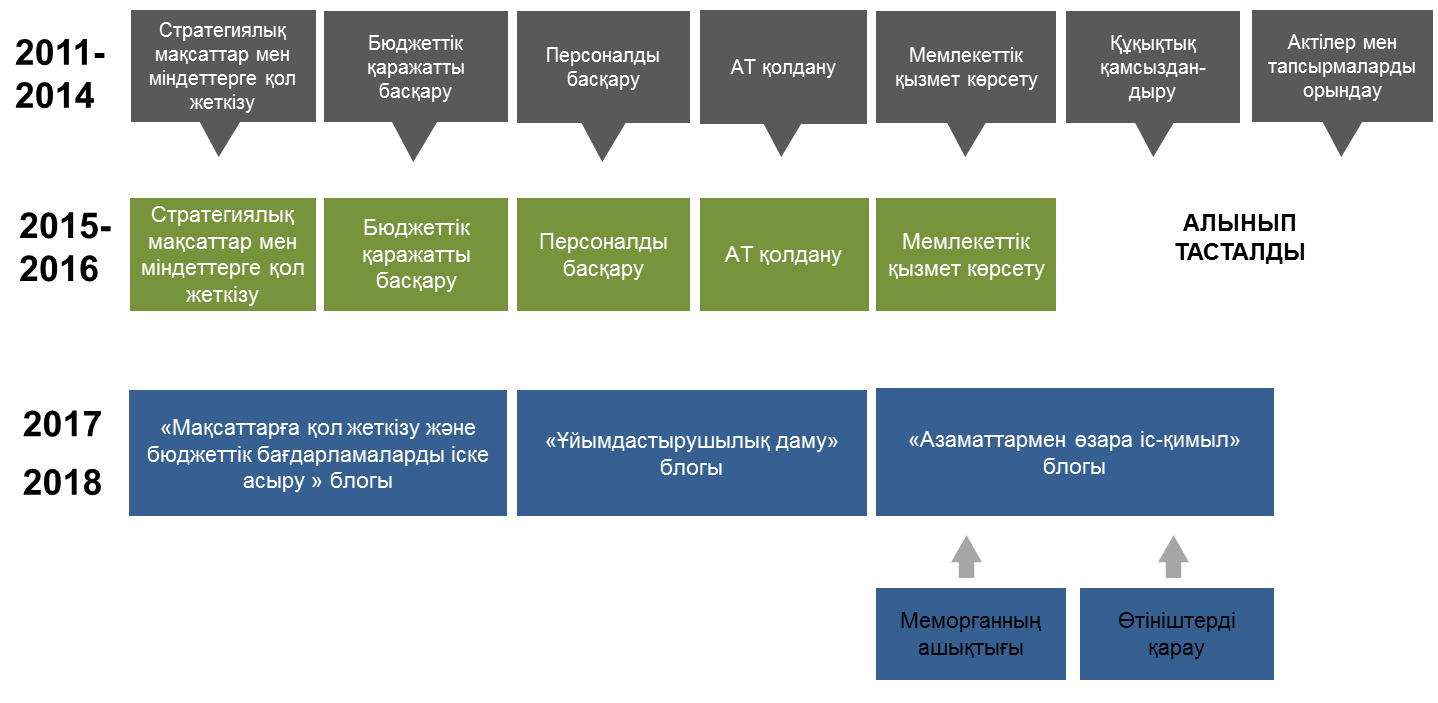 2011-
2014
Стратегиялық
мақсаттар мен
міндеттерге қол
жеткізу
Бюджеттік
қаражатты
басқару
Персоналды
басқару
АТ қолдану
Мемлекеттік
қызмет көрсету
Құқықтық
қамсыздан-
дыру
Актілер мен
тапсырмаларды
орындау
2015-
2016
Стратегиялық
мақсаттар мен
міндеттерге қол
жеткізу
Бюджеттік
қаражатты
басқару
Персоналды
басқару
АТ қолдану
Мемлекеттік
қызмет көрсету
АЛЫНЫП
ТАСТАЛДЫ
2017
2018
«Мақсаттарға қол жеткізу және
бюджеттік бағдарламаларды іске
асыру » блогы
«Ұйымдастырушылық даму»
блогы
«Азаматтармен өзара іс-қимыл»
блогы
Меморганның
ашықтығы
Өтініштерді
қарау